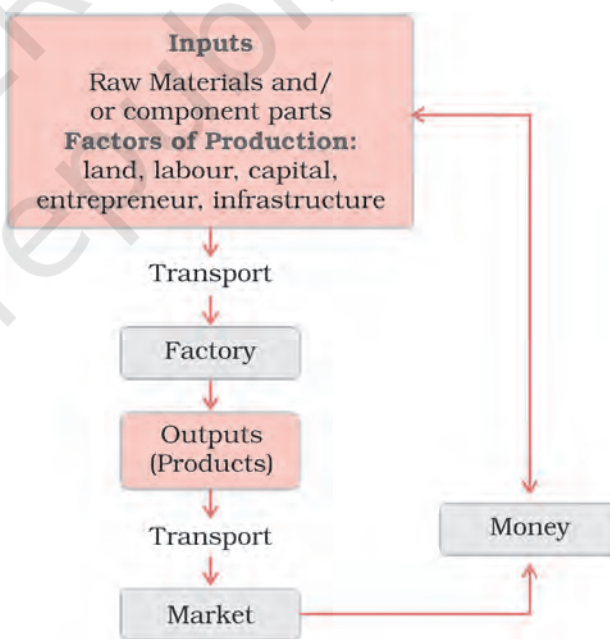 Inputs
Raw Materials and/
or component parts
Factors of Production:
land, labour, capital,
entrepreneur, infrastructure
Transport
Factory
Outputs
(Products)
Transport
Market
Money